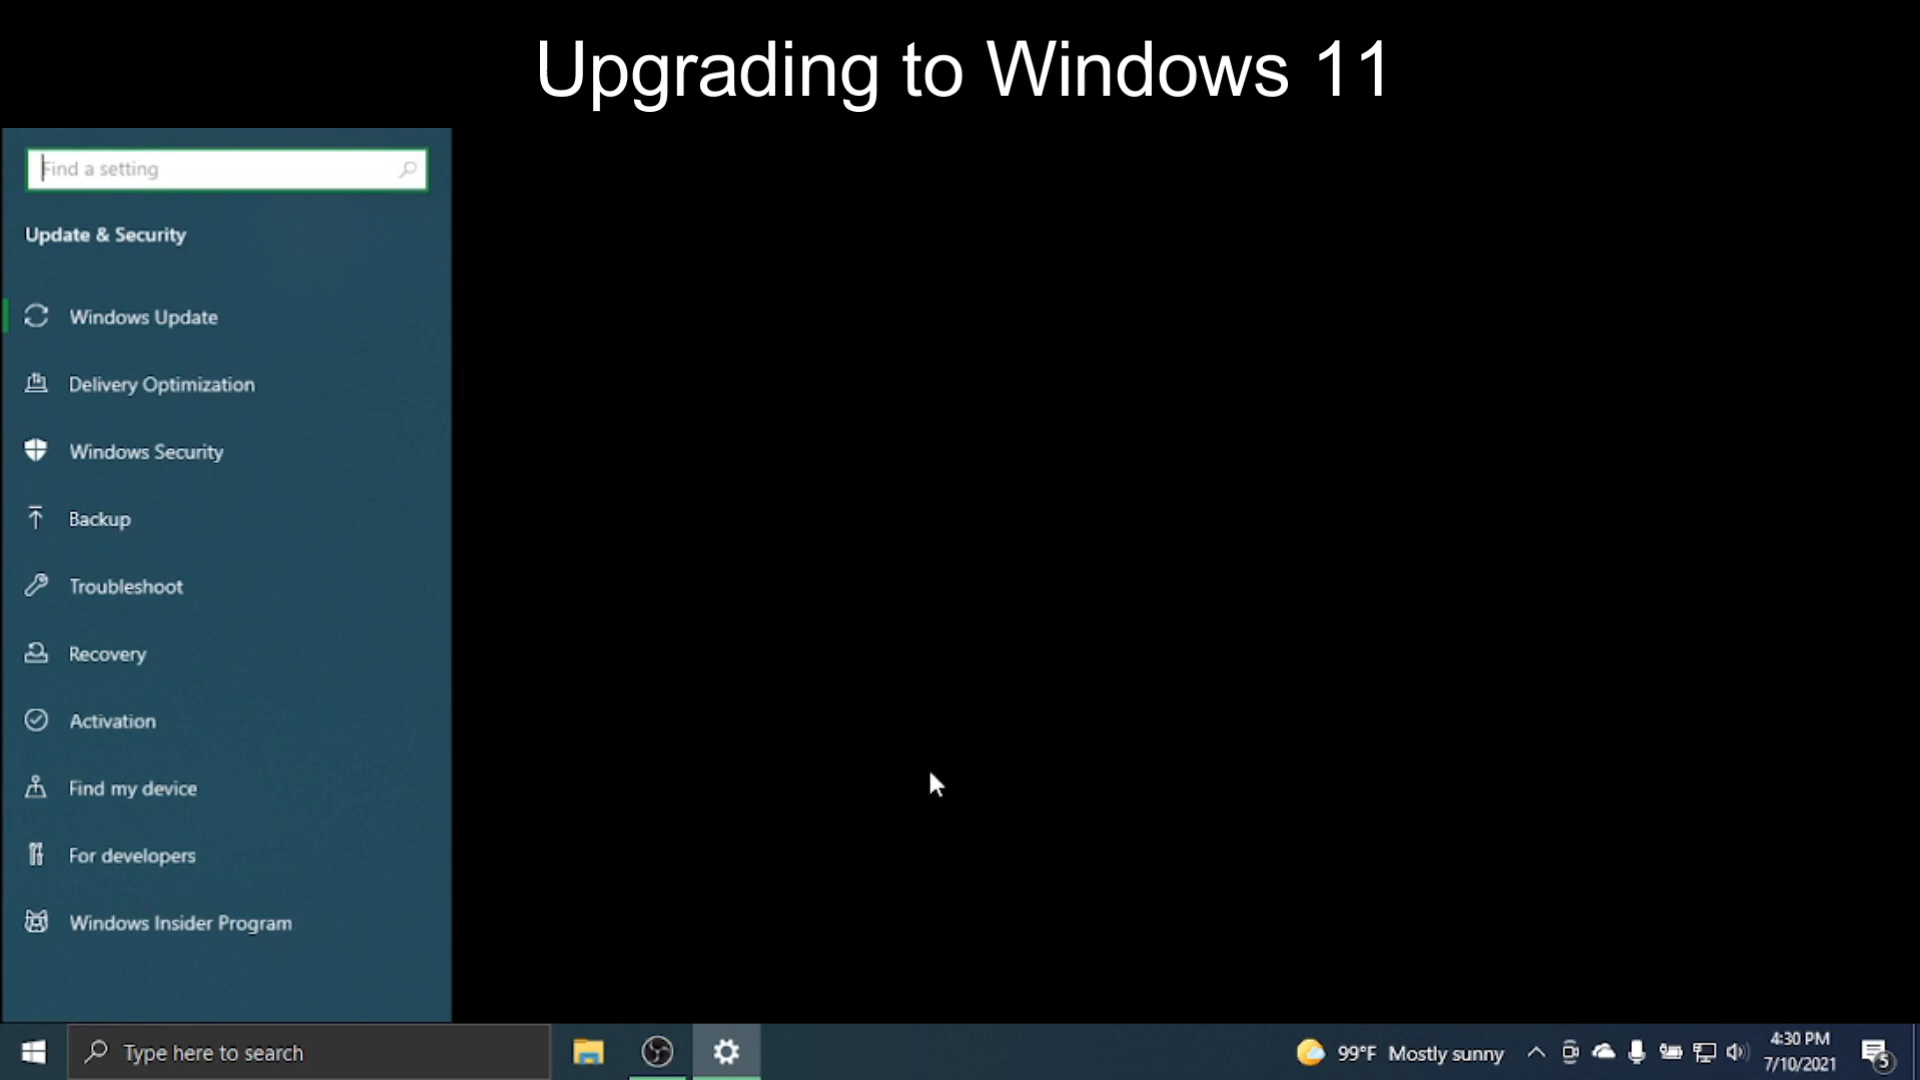 Upgrading to Windows 11
Find a setting
Update & Security
Windows Update
Delivery Optimization
Windows Security
Backup
Troubleshoot
Recovery
Activation
Find my device
For developers
Windows Insider Program
Type here to search
99°F Mostly sunny
4:30 PM
7/10/2021
5